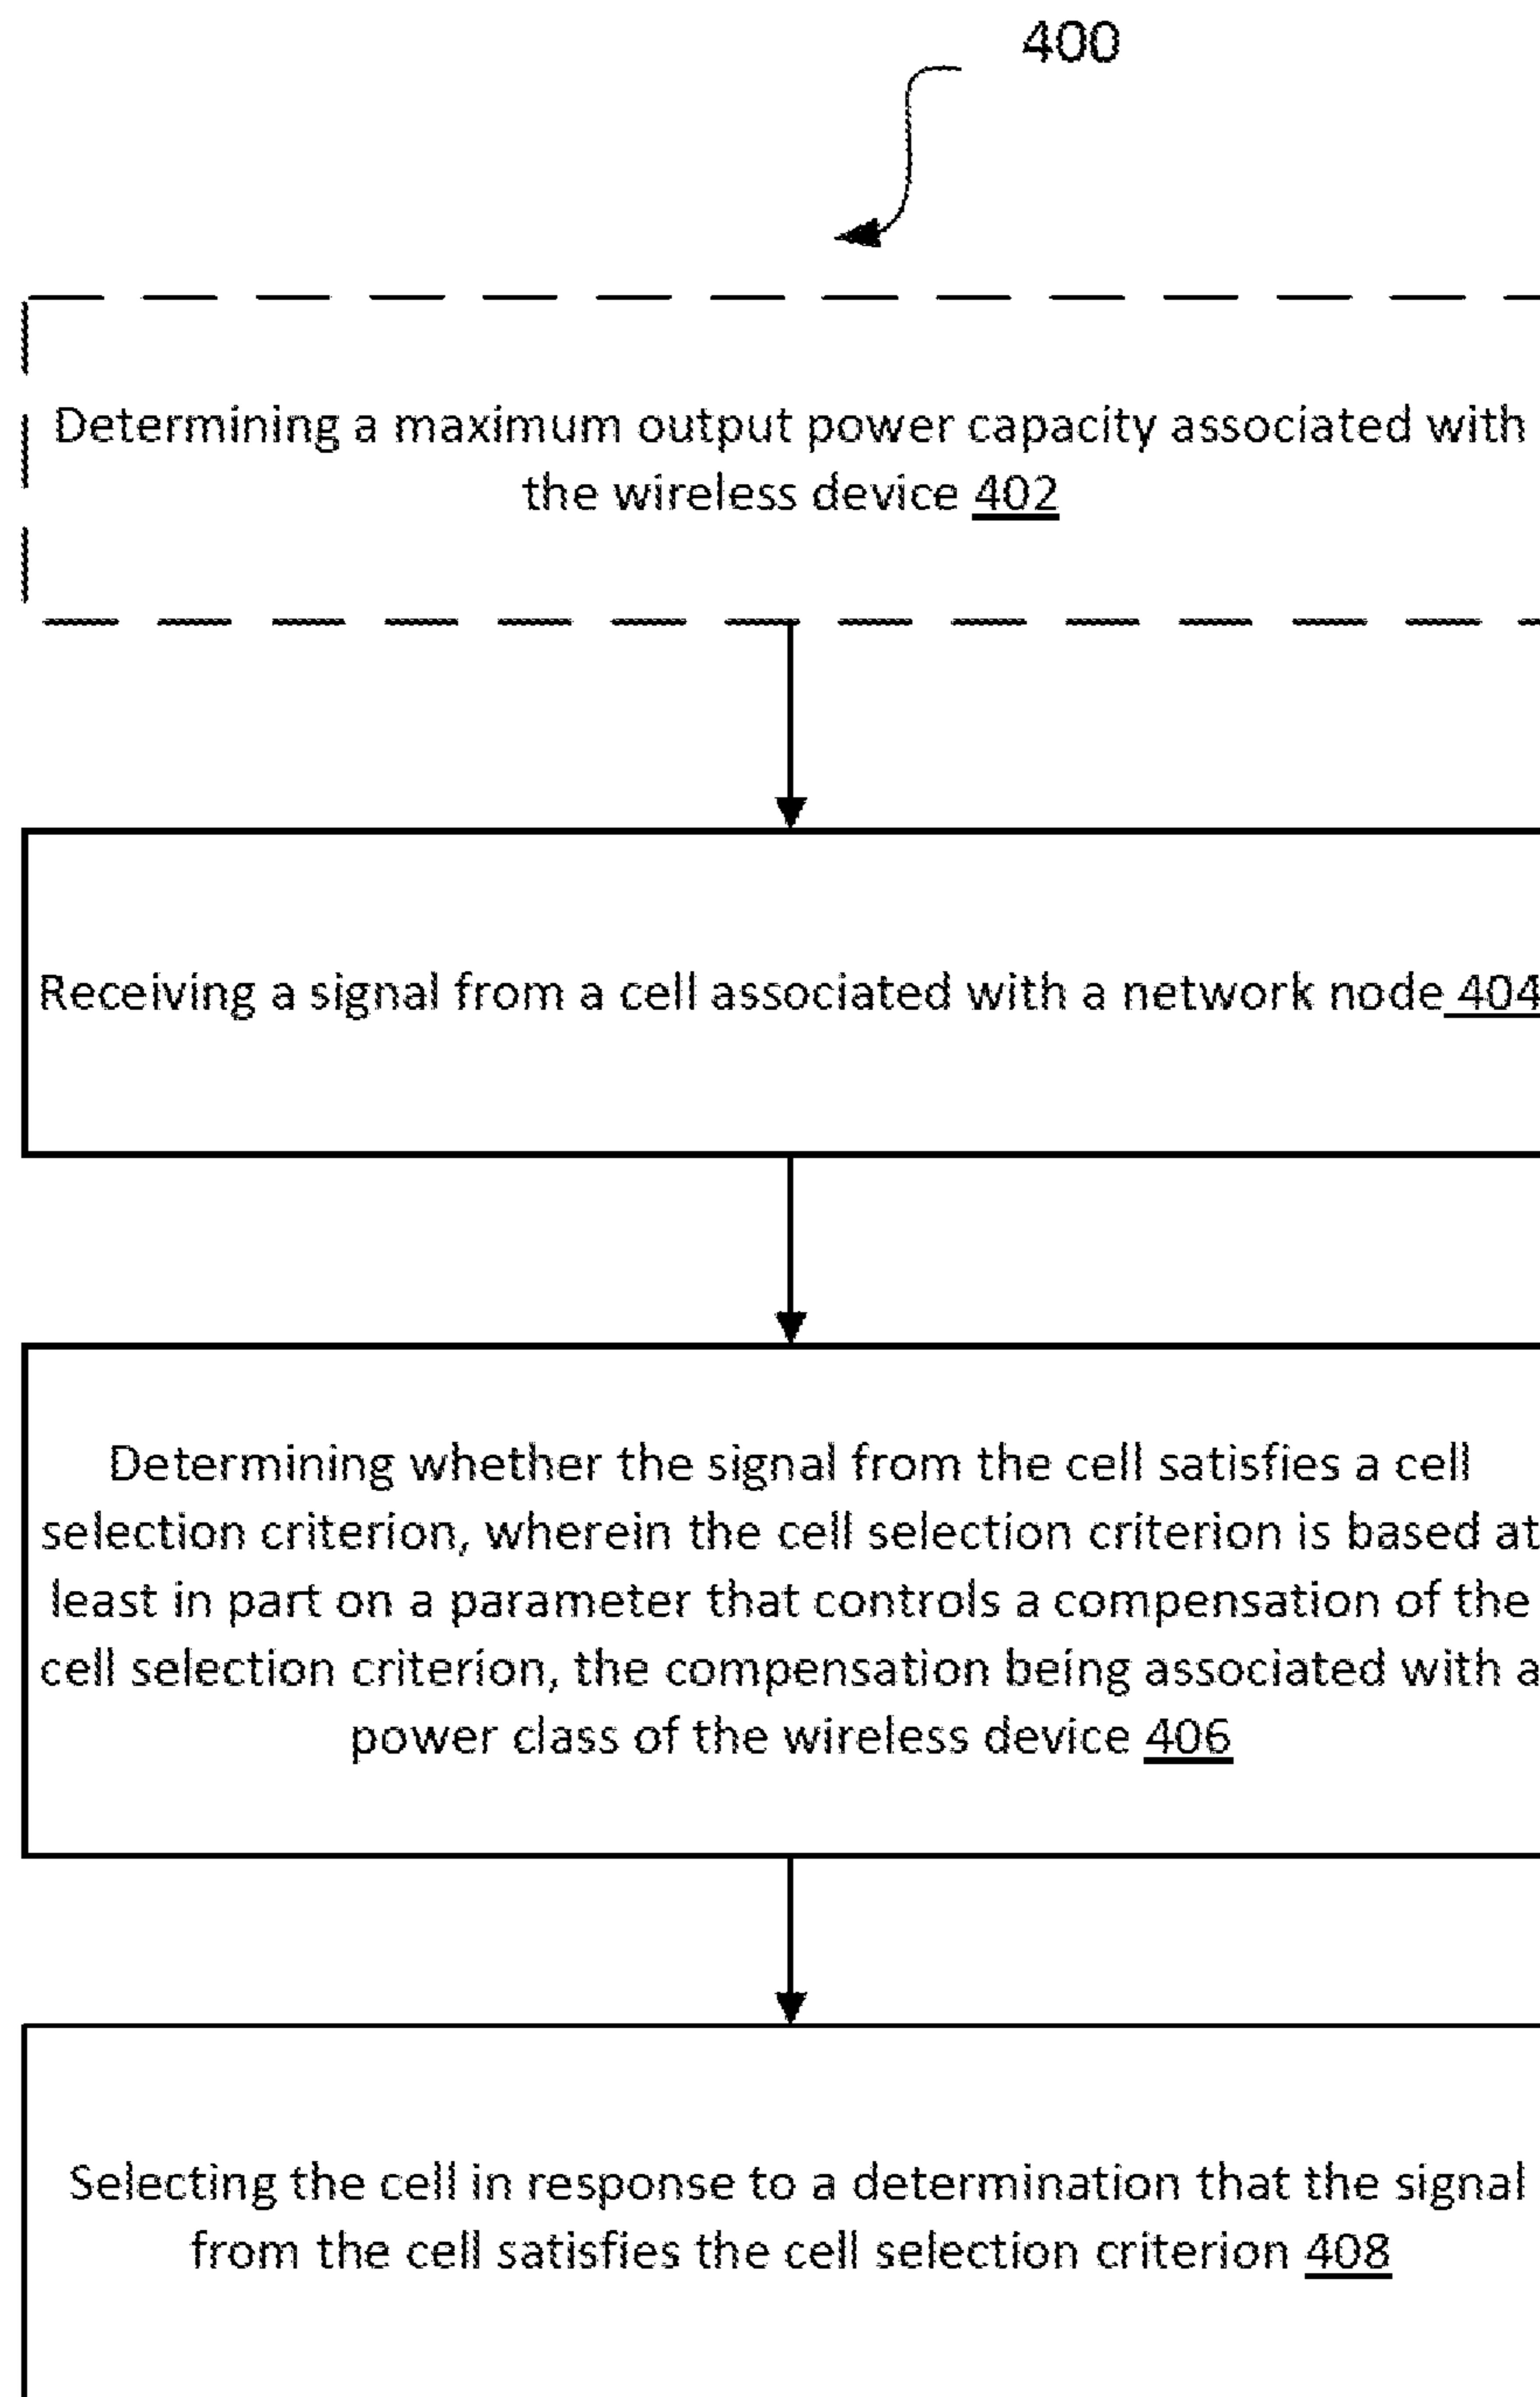 400
Determining a maximum output power capacity associated with
the wireless device 402
Receiving a signal from a cell associated with a network node 404
Determining whether the signal from the cell satisfies a cell
selection criterion, wherein the cell selection criterion is based at
least in part on a parameter that controls a compensation of the
cell selection criterion, the compensation being associated with a
power class of the wireless device 406
Selecting the cell in response to a determination that the signal
from the cell satisfies the cell selection criterion 408